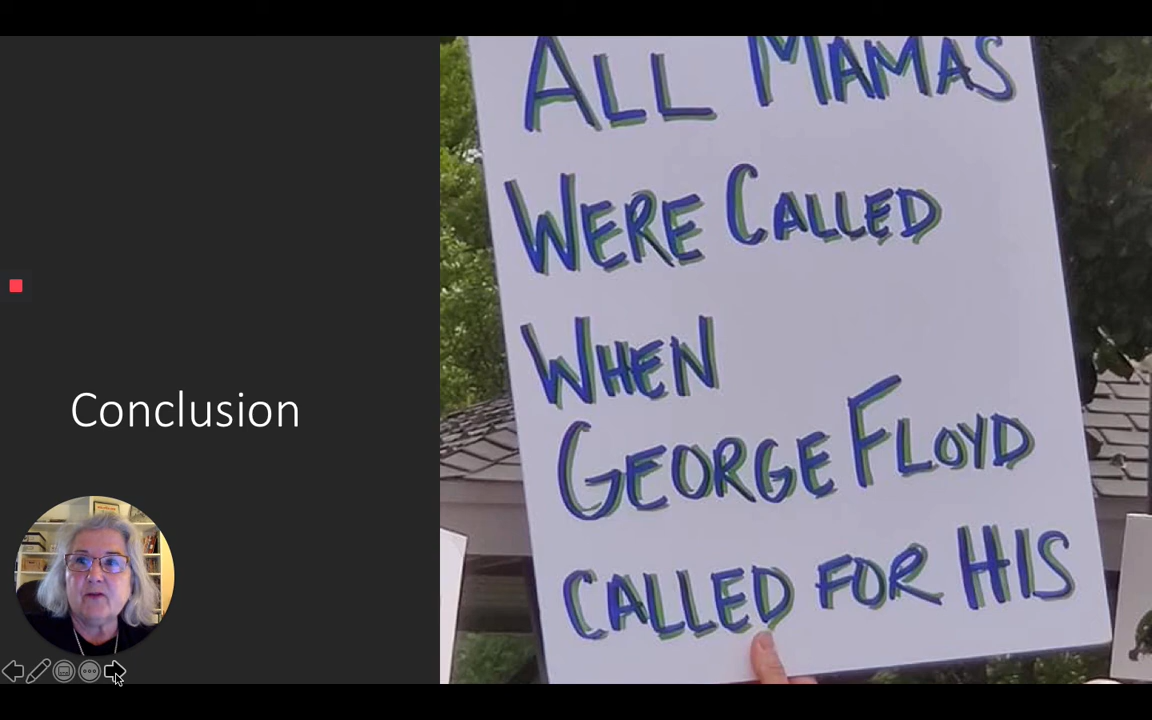 Conclusion
ALL MAMAS
WERE CALLED
WHEN
GEORGE FLOYD
CALLED FOR HIS